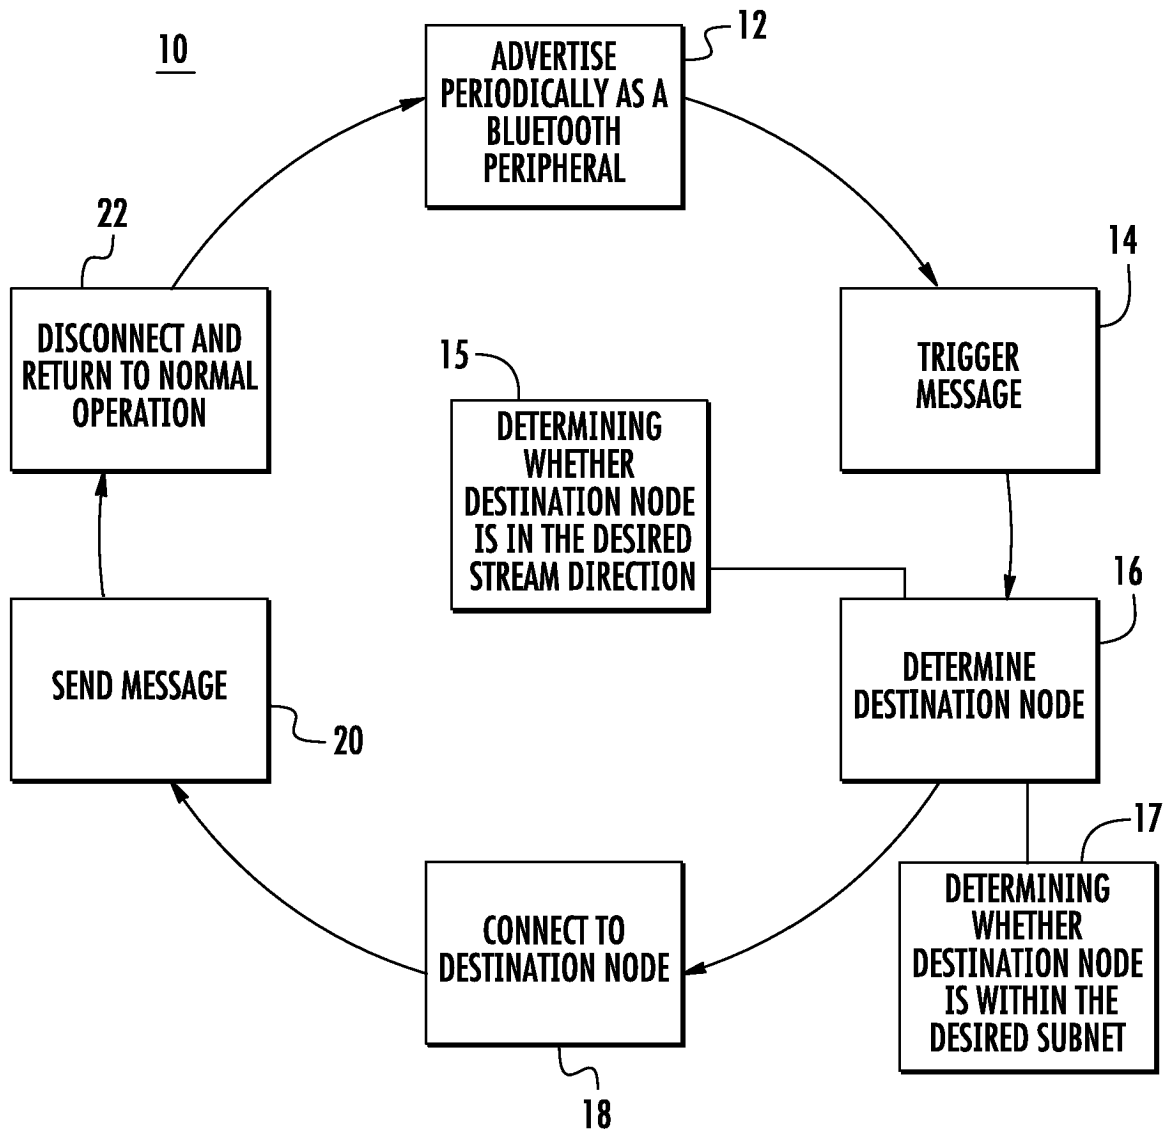 10
12
ADVERTISE
PERIODICALLY AS A
BLUETOOTH
PERIPHERAL
14
TRIGGER
MESSAGE
15
DETERMINING
WHETHER
DESTINATION NODE
IS IN THE DESIRED
STREAM DIRECTION
16
DETERMINE
DESTINATION NODE
17
DETERMINING
WHETHER
DESTINATION NODE
IS WITHIN THE
DESIRED SUBNET
CONNECT TO
DESTINATION NODE
18
SEND MESSAGE
20
22
DISCONNECT AND
RETURN TO NORMAL
OPERATION